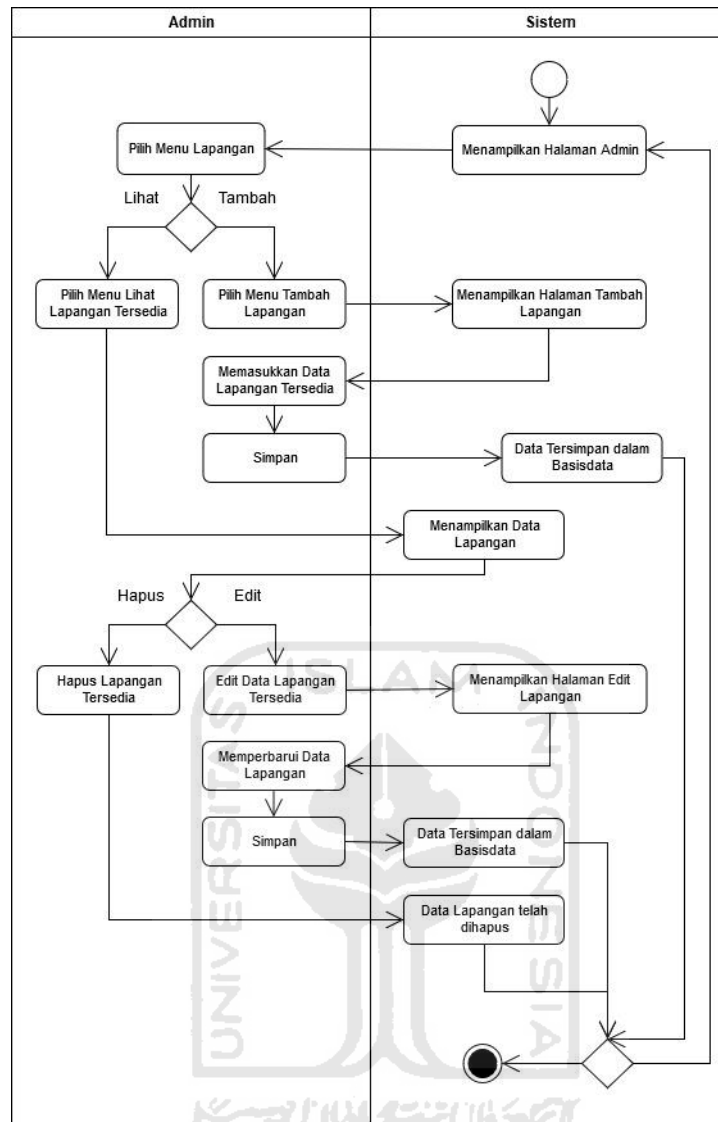 Admin
Sistem
Menampilkan Halaman Admin
Pilih Menu Lapangan
Lihat
Tambah
Pilih Menu Lihat
Lapangan Tersedia
Pilih Menu Tambah
Lapangan
Menampilkan Halaman Tambah
Lapangan
Memasukkan Data
Lapangan Tersedia
Simpan
Data Tersimpan dalam
Basisdata
Menampilkan Data
Lapangan
Hapus
Edit
Hapus Lapangan
Tersedia
Edit Data Lapangan
Tersedia
Menampilkan Halaman Edit
Lapangan
Memperbarui Data
Lapangan
Simpan
Data Tersimpan dalam
Basisdata
Data Lapangan telah
dihapus
UNIVERSITAS
ISLAM
INDONESIA